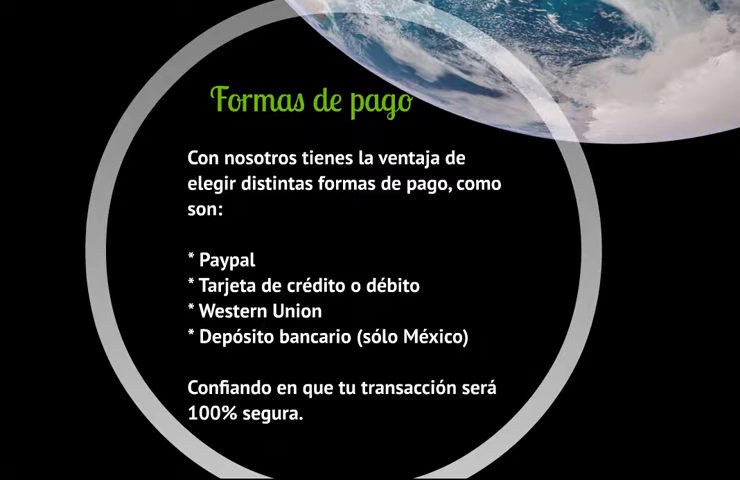 Formas de pago
Con nosotros tienes la ventaja de
elegir distintas formas de pago, como
son:
* Paypal
* Tarjeta de crédito o débito
* Western Union
* Depósito bancario (sólo México)
Confiando en que tu transacción será
100% segura.